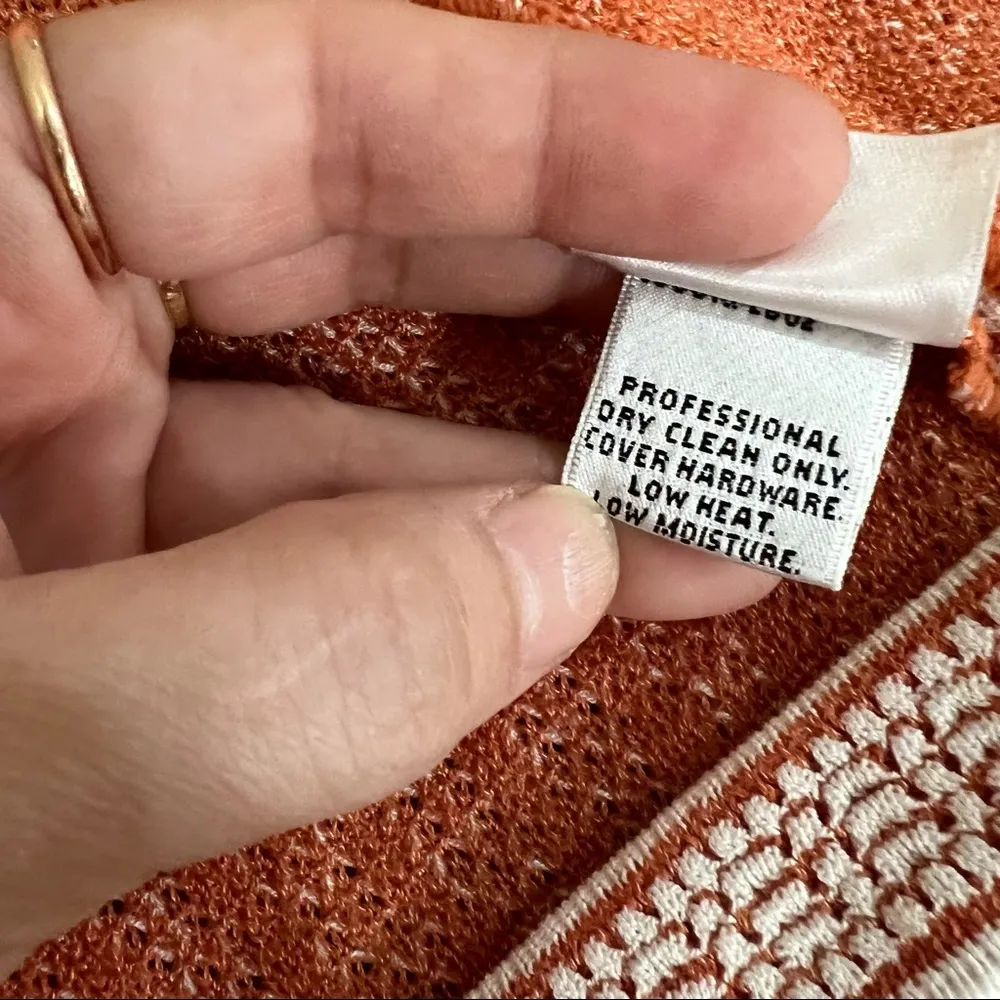 PROFESSIONAL
DRY CLEAN ONLY.
COVER HARDWARE.
LOW HEAT.
LOW MOISTURE.